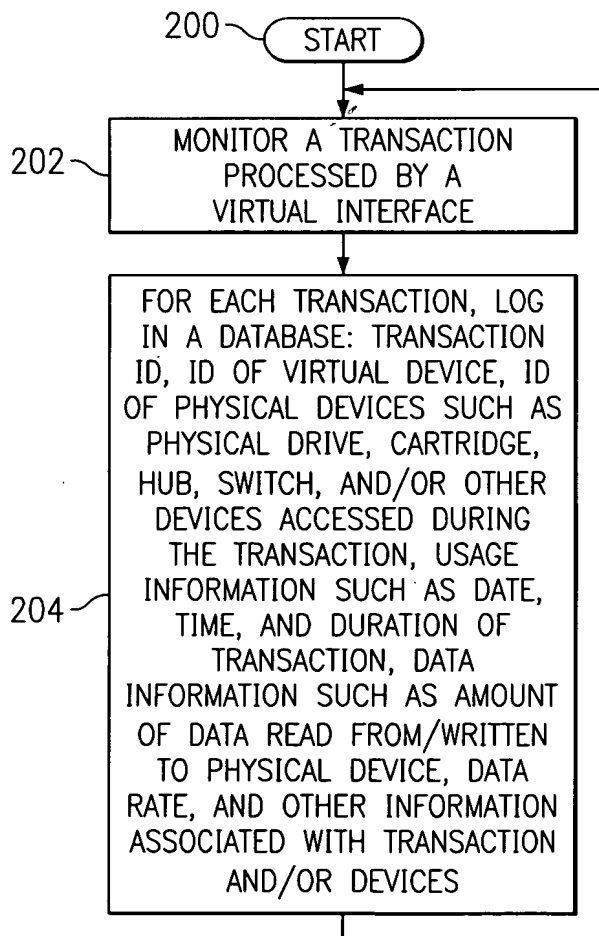 200
START
202
MONITOR A TRANSACTION
PROCESSED BY A
VIRTUAL INTERFACE
204
FOR EACH TRANSACTION, LOG
IN A DATABASE: TRANSACTION
ID, ID OF VIRTUAL DEVICE, ID
OF PHYSICAL DEVICES SUCH AS
PHYSICAL DRIVE, CARTRIDGE,
HUB, SWITCH, AND/OR OTHER
DEVICES ACCESSED DURING
THE TRANSACTION, USAGE
INFORMATION SUCH AS DATE,
TIME, AND DURATION OF
TRANSACTION, DATA
INFORMATION SUCH AS AMOUNT
OF DATA READ FROM/WRITTEN
TO PHYSICAL DEVICE, DATA
RATE, AND OTHER INFORMATION
ASSOCIATED WITH TRANSACTION
AND/OR DEVICES